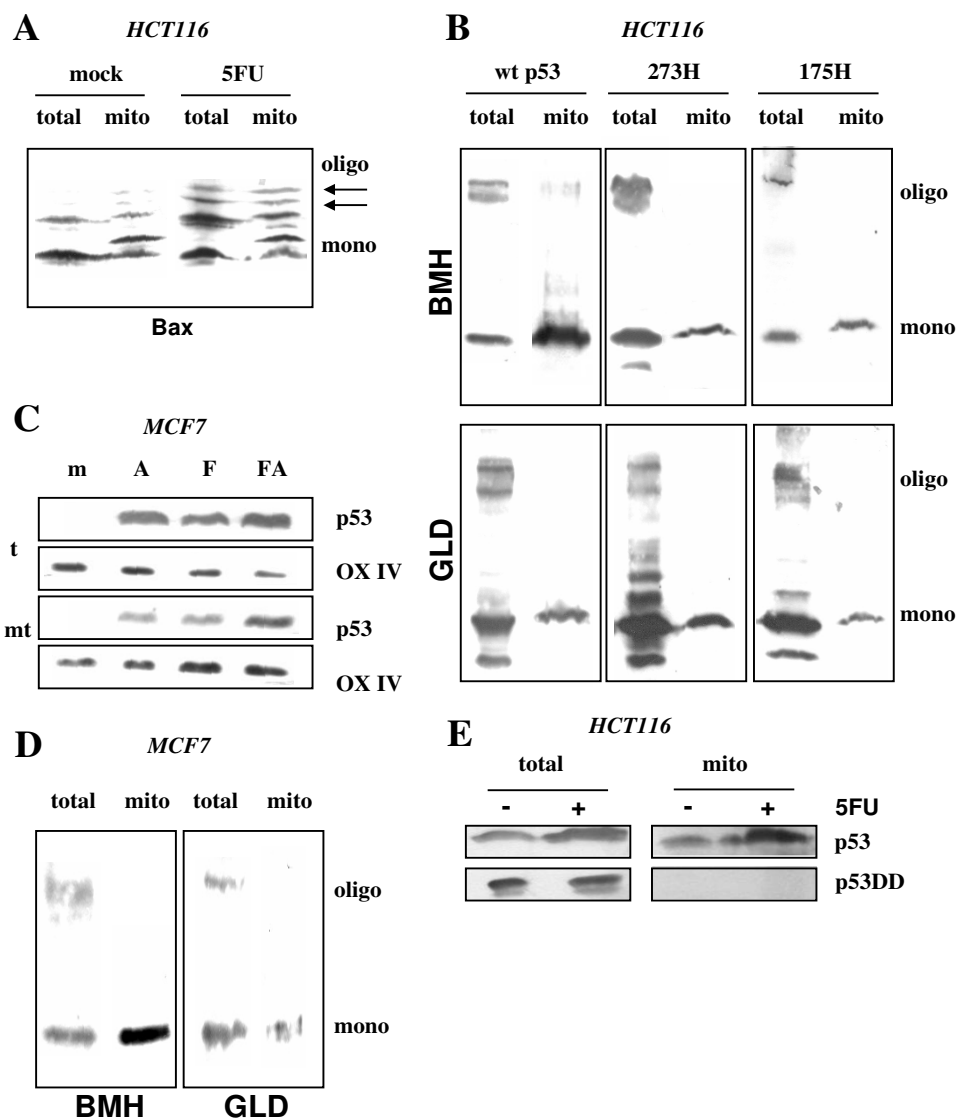 A
HCT116
mock 5FU
total mito total mito
oligo
mono
Bax
B
HCT116
wt p53 273H 175H
total mito total mito total mito
BMH
oligo
mono
GLD
oligo
mono
C
MCF7
m A F FA
t
p53
OX IV
mt
p53
OX IV
D
MCF7
total mito total mito
oligo
mono
BMH GLD
E
HCT116
total mito
- + - + 5FU
p53
p53DD